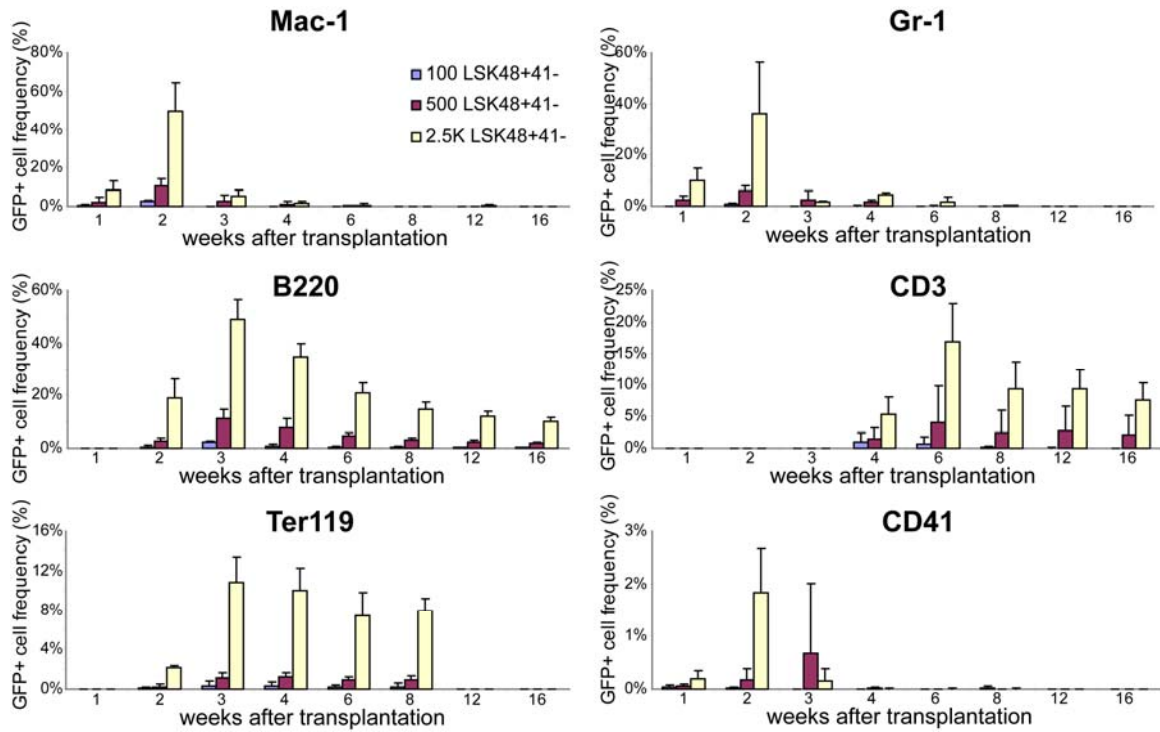 Mac-1
GFP+ cell frequency (%)
80%
60%
40%
20%
0%
100 LSK48+41-
500 LSK48+41-
2.5K LSK48+41-
1 2 3 4 6 8 12 16
weeks after transplantation
Gr-1
GFP+ cell frequency (%)
60%
40%
20%
0%
1 2 3 4 6 8 12 16
weeks after transplantation
B220
GFP+ cell frequency (%)
60%
40%
20%
0%
1 2 3 4 6 8 12 16
weeks after transplantation
CD3
GFP+ cell frequency (%)
25%
20%
15%
10%
5%
0%
1 2 3 4 6 8 12 16
weeks after transplantation
Ter119
GFP+ cell frequency (%)
16%
12%
8%
4%
0%
1 2 3 4 6 8 12 16
weeks after transplantation
CD41
GFP+ cell frequency (%)
3%
2%
1%
0%
1 2 3 4 6 8 12 16
weeks after transplantation